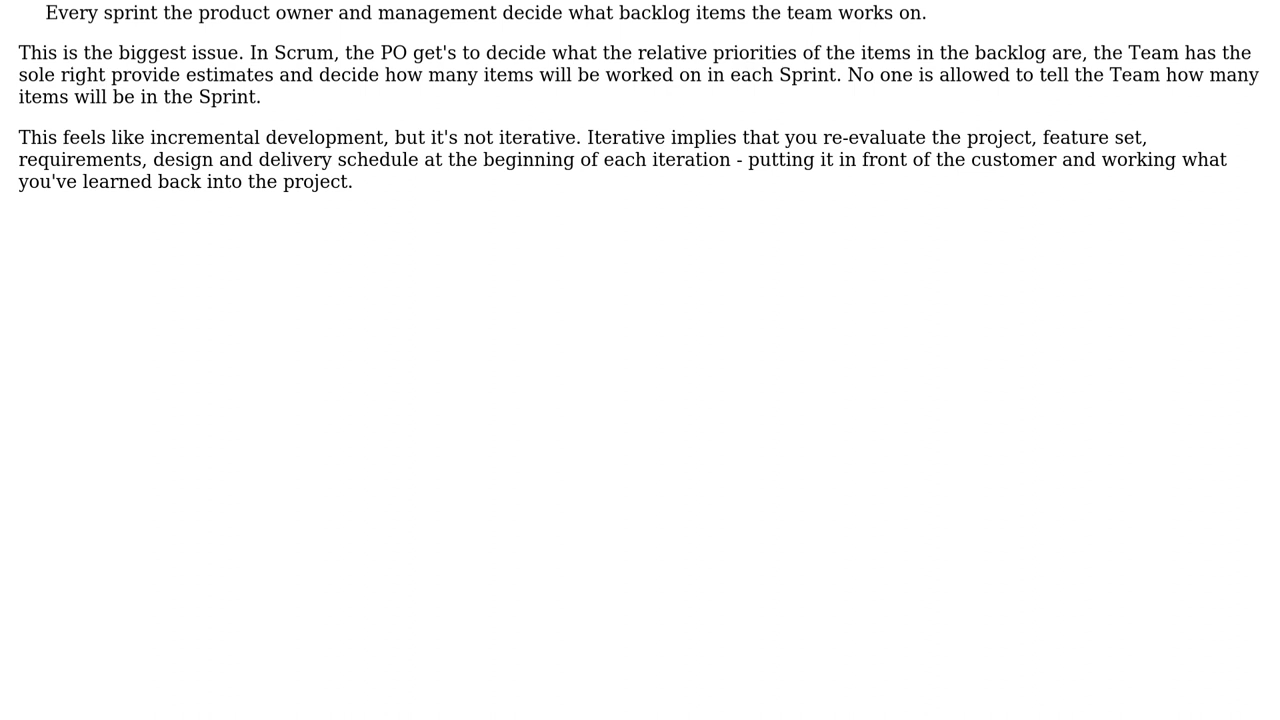 Every sprint the product owner and management decide what backlog items the team works on.
This is the biggest issue. In Scrum, the PO get's to decide what the relative priorities of the items in the backlog are, the Team has the
sole right provide estimates and decide how many items will be worked on in each Sprint. No one is allowed to tell the Team how many
items will be in the Sprint.
This feels like incremental development, but it's not iterative. Iterative implies that you re-evaluate the project, feature set,
requirements, design and delivery schedule at the beginning of each iteration - putting it in front of the customer and working what
you've learned back into the project.